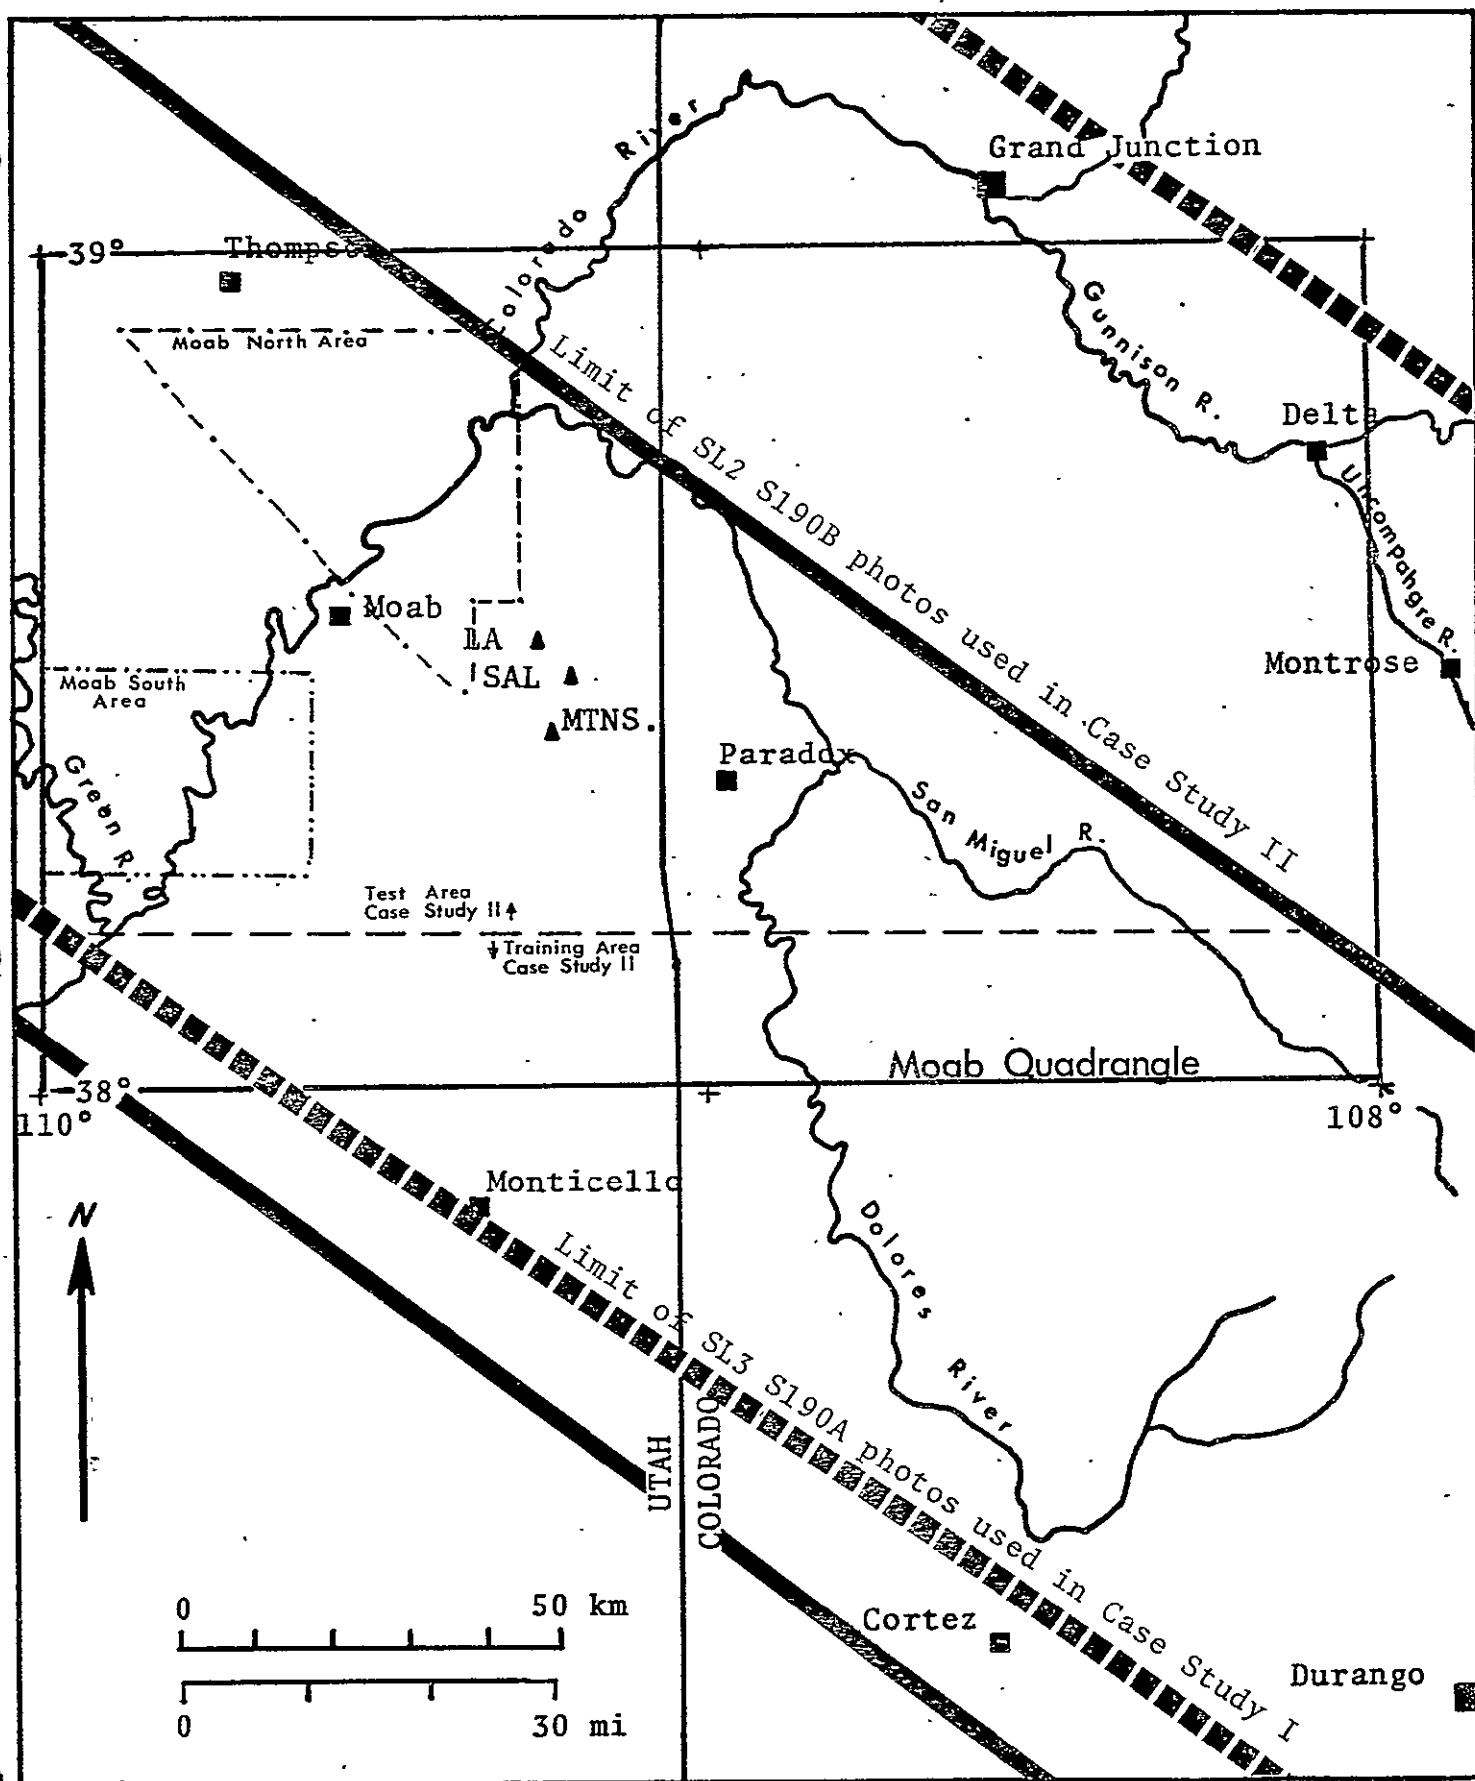 Grand Junction
Colorado River
39°
Thompson
Moab North Area
Gunnison R.
Limit of SL2 S190B photos used in Case Study II
Delta
Uncompahgre R.
Moab
LA
SAL
MTNS.
Montrose
Moab South
Area
Green R.
Paradox
San Miguel R.
Test Area
Case Study II
Training Area
Case Study II
Moab Quadrangle
38°
110°
108°
Monticello
N
Dolores River
Limit of SL3 S190A photos used in Case Study I
UTAH
COLORADO
0 50 km
0 30 mi
Cortez
Durango